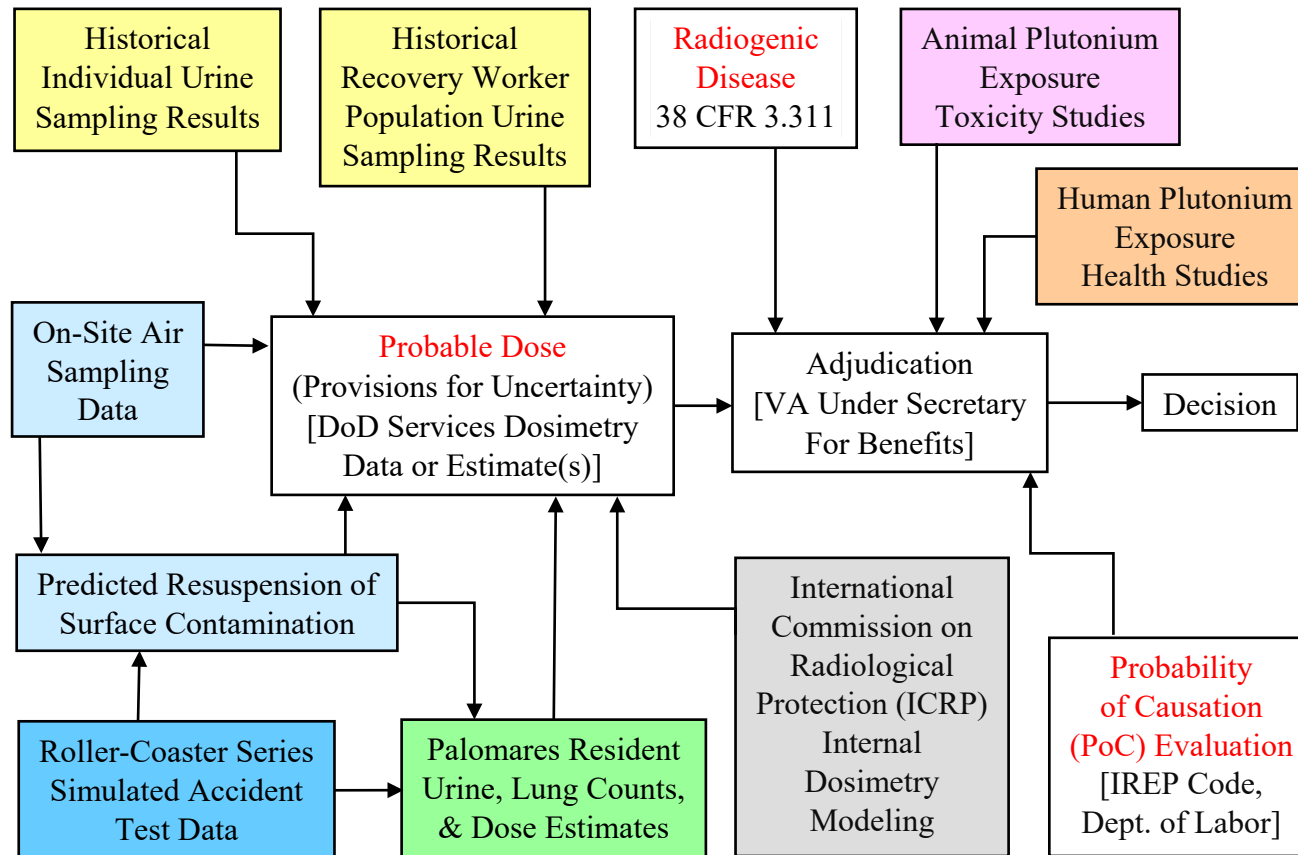 Historical
Individual Urine
Sampling Results
Historical
Recovery Worker
Population Urine
Sampling Results
Radiogenic
Disease
38 CFR 3.311
Animal Plutonium
Exposure
Toxicity Studies
Human Plutonium
Exposure
Health Studies
On-Site Air
Sampling
Data
Probable Dose
(Provisions for Uncertainty)
[DoD Services Dosimetry
Data or Estimate(s)]
Adjudication
[VA Under Secretary
For Benefits]
Decision
Predicted Resuspension of
Surface Contamination
Roller-Coaster Series
Simulated Accident
Test Data
Palomares Resident
Urine, Lung Counts,
& Dose Estimates
International
Commission on
Radiological
Protection (ICRP)
Internal
Dosimetry
Modeling
Probability
of Causation
(PoC) Evaluation
[IREP Code,
Dept. of Labor]